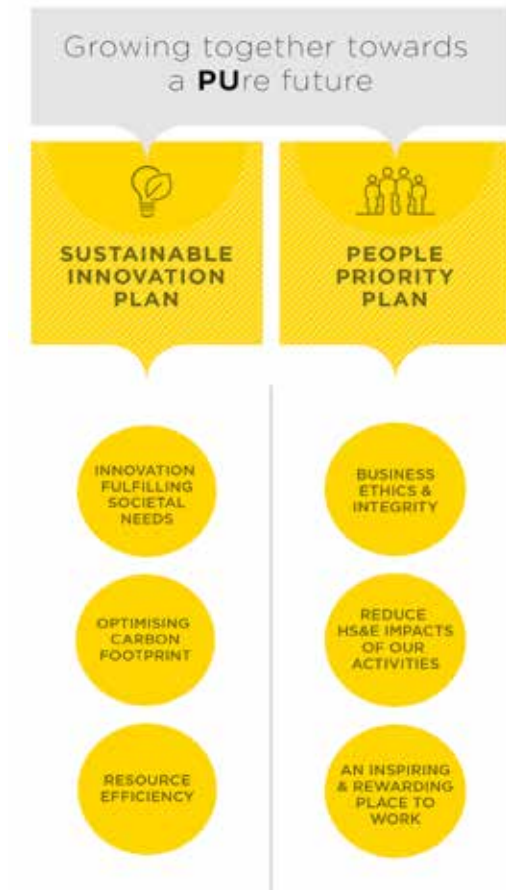 Growing together towards
a PUre future
SUSTAINABLE
INNOVATION
PLAN
PEOPLE
PRIORITY
PLAN
INNOVATION
FULFILLING
SOCIETAL
NEEDS
OPTIMISING
CARBON
FOOTPRINT
RESOURCE
EFFICIENCY
BUSINESS
ETHICS &
INTEGRITY
REDUCE
HS&E IMPACTS
OF OUR
ACTIVITIES
AN INSPIRING
& REWARDING
PLACE TO
WORK